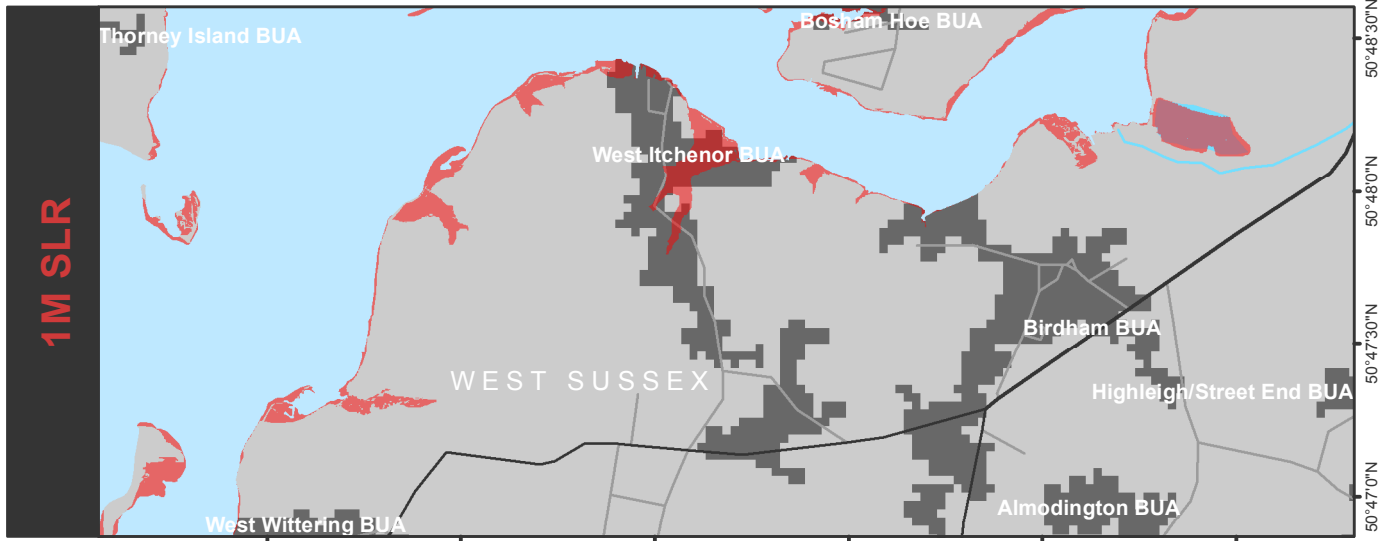 1M SLR
Thorney Island BUA
Bosham Hoe BUA
50°48'30"N
West Itchenor BUA
50°48'0"N
Birdham BUA
50°47'30"N
WEST SUSSEX
Highleigh/Street End BUA
Almodington BUA
50°47'0"N
West Wittering BUA